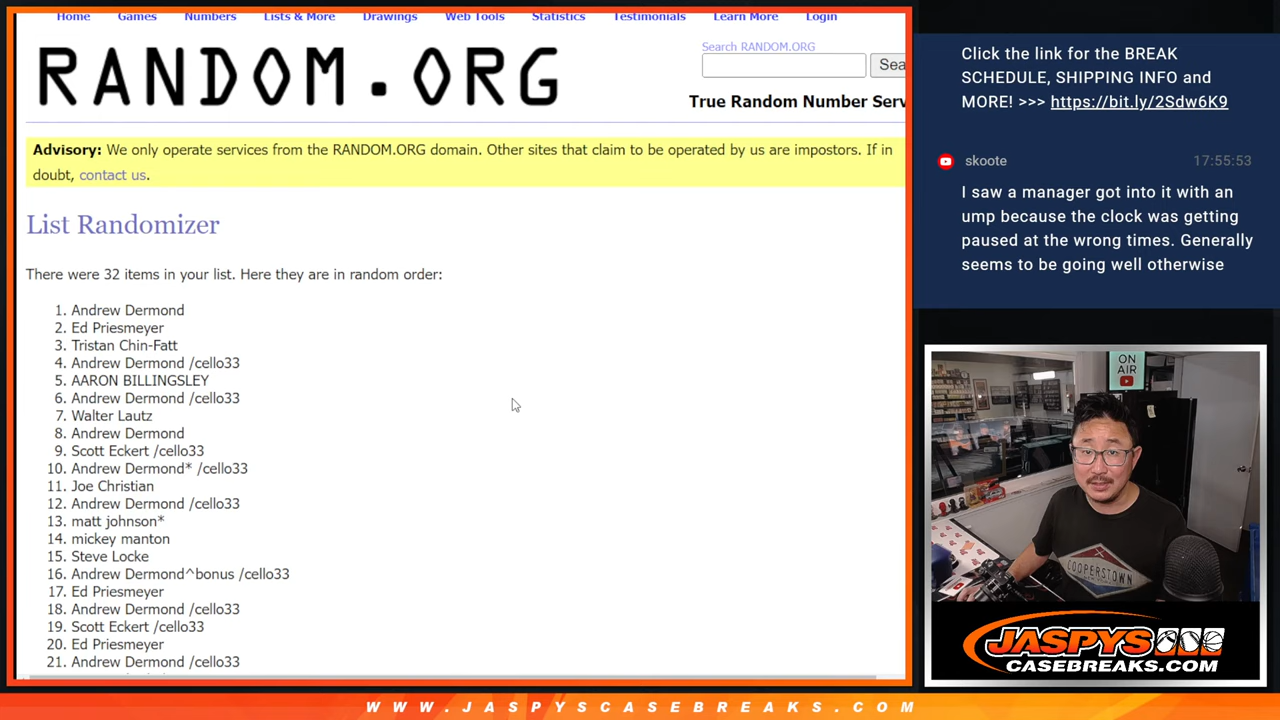 Home Games Numbers Lists & More Drawings Web Tools Statistics Testimonials Learn More Login
RANDOM.ORG
Search RANDOM.ORG
Sea
True Random Number Serv
Advisory: We only operate services from the RANDOM.ORG domain. Other sites that claim to be operated by us are impostors. If in
doubt, contact us.
List Randomizer
There were 32 items in your list. Here they are in random order:
1. Andrew Dermond
2. Ed Priesmeyer
3. Tristan Chin-Fatt
4. Andrew Dermond /cello33
5. AARON BILLINGSLEY
6. Andrew Dermond /cello33
7. Walter Lautz
8. Andrew Dermond
9. Scott Eckert /cello33
10. Andrew Dermond* /cello33
11. Joe Christian
12. Andrew Dermond /cello33
13. matt johnson*
14. mickey manton
15. Steve Locke
16. Andrew Dermond^bonus /cello33
17. Ed Priesmeyer
18. Andrew Dermond /cello33
19. Scott Eckert /cello33
20. Ed Priesmeyer
21. Andrew Dermond /cello33
Click the link for the BREAK
SCHEDULE, SHIPPING INFO and
MORE! >>> https://bit.ly/2Sdw6K9
skoote 17:55:53
I saw a manager got into it with an
ump because the clock was getting
paused at the wrong times. Generally
seems to be going well otherwise
ON
AIR
COOPERSTOWN
JASPYS
CASEBREAKS.COM
WWW.JASPYSCASEBREAKS.COM